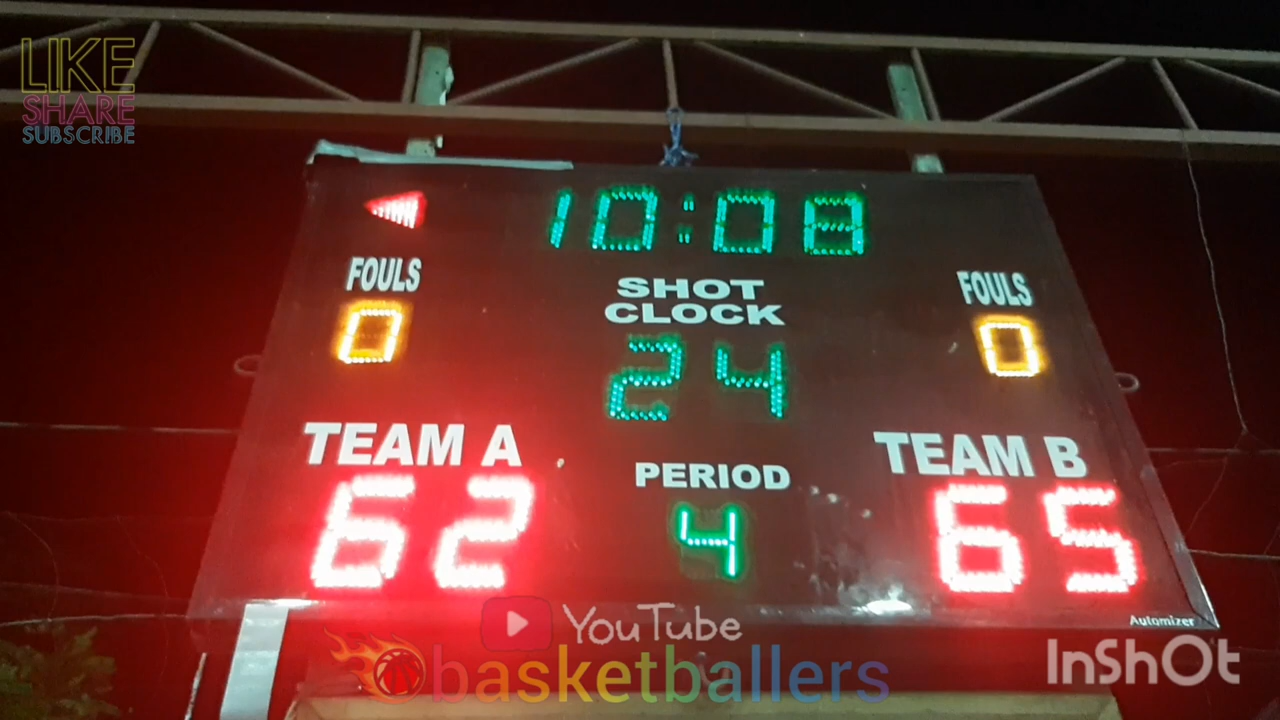 LIKE
SHARE
SUBSCRIBE
10:08
FOULS
0
SHOT
CLOCK
24
FOULS
0
TEAM A
62
PERIOD
4
TEAM B
65
Automizer
YouTube
basketballers
InShOt